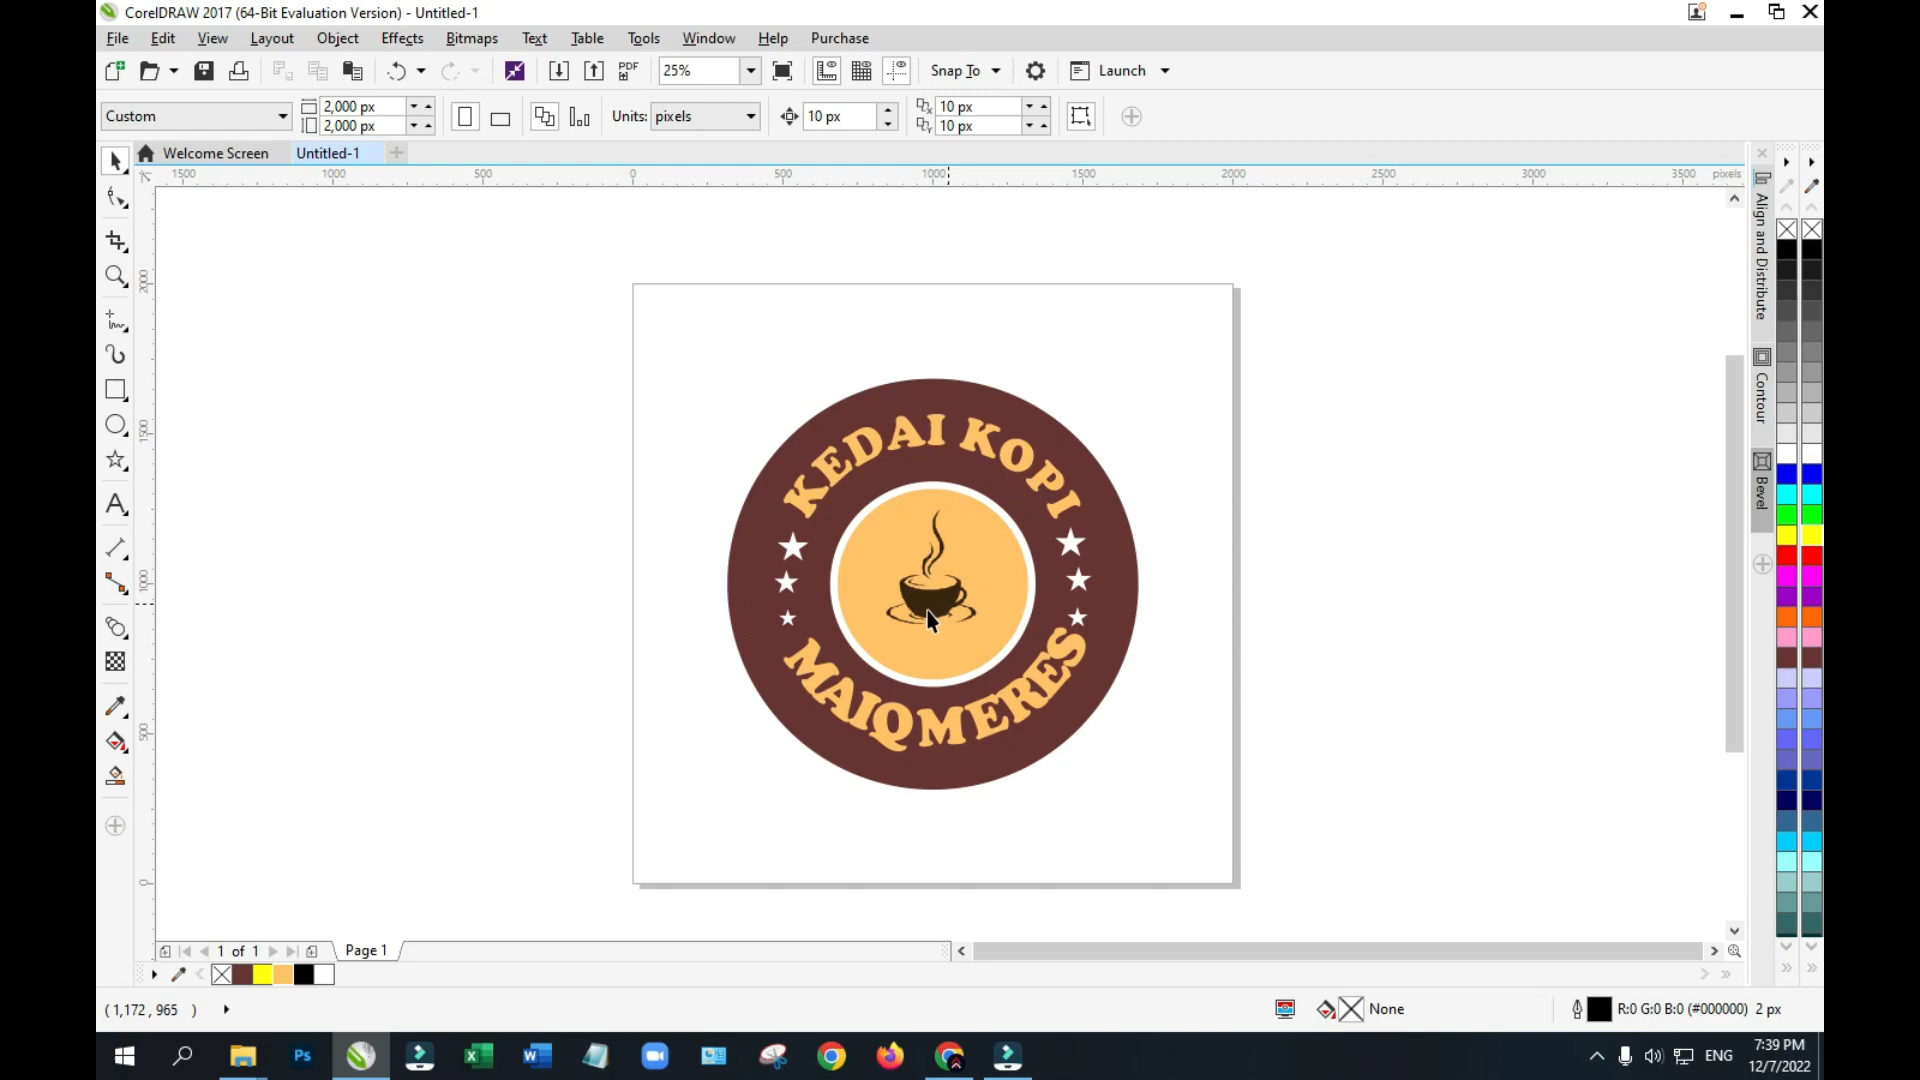 CorelDRAW 2017 (64-Bit Evaluation Version) - Untitled-1
File Edit View Layout Object Effects Bitmaps Text Table Tools Window Help Purchase
PDF 25% Snap To Launch
Custom 2,000 px 2,000 px Units: pixels 10 px 10 px 10 px
Welcome Screen Untitled-1
1500 1000 500 0 500 1000 1500 2000 2500 3000 3500 pixels
2000
1500
1000
500
0
KEDAI KOPI
MAIQMERES
Align and Distribute
Contour
Bevel
1 of 1 Page 1
(1,172, 965 ) None R:0 G:0 B:0 (#000000) 2 px
Ps ENG 7:39 PM
12/7/2022